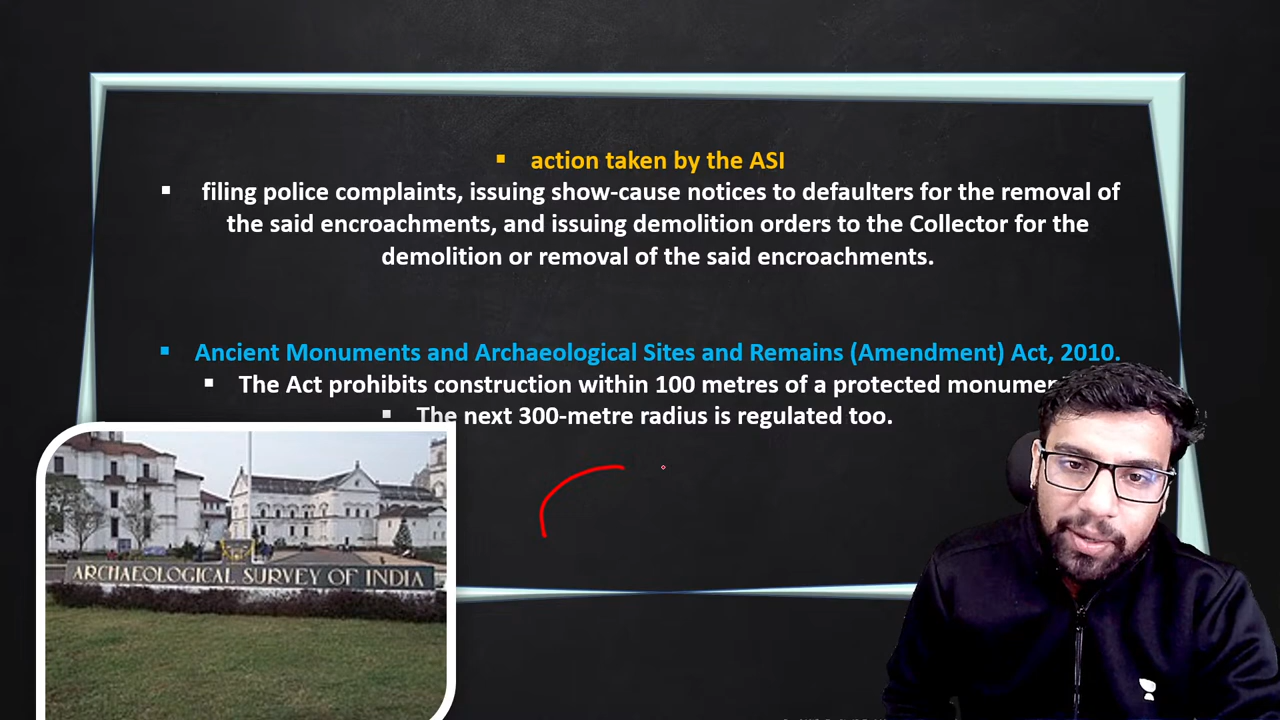 action taken by the ASI
filing police complaints, issuing show-cause notices to defaulters for the removal of
the said encroachments, and issuing demolition orders to the Collector for the
demolition or removal of the said encroachments.
Ancient Monuments and Archaeological Sites and Remains (Amendment) Act, 2010.
The Act prohibits construction within 100 metres of a protected
The next 300-metre radius is regulated too.
ARCHAEOLOGICAL SURVEY OF INDIA